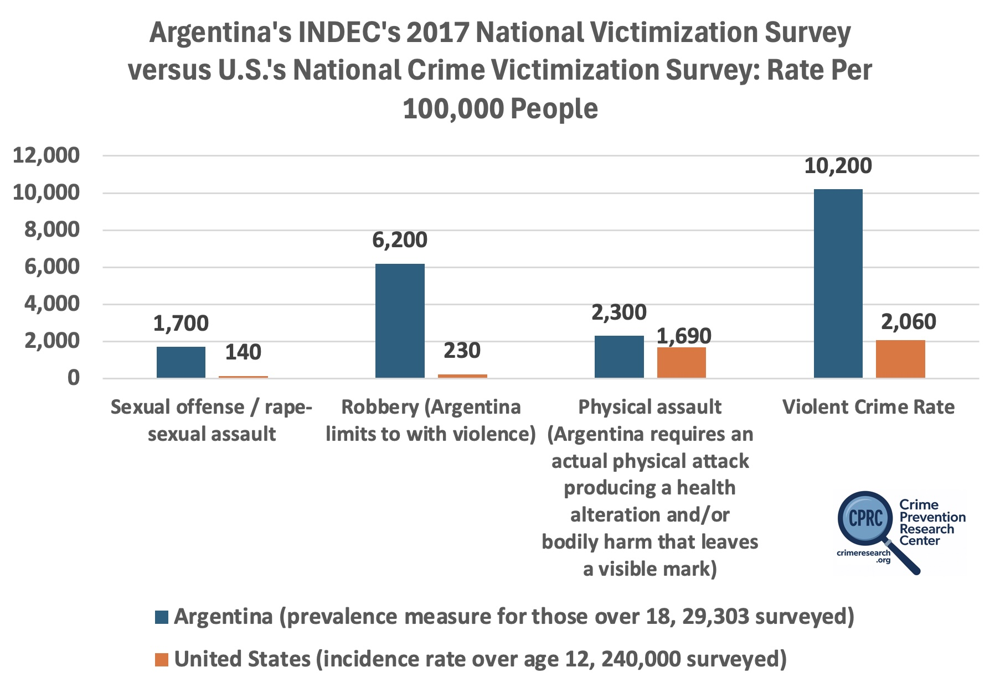 Argentina's INDEC's 2017 National Victimization Survey
versus U.S.'s National Crime Victimization Survey: Rate Per
100,000 People
12,000
10,000
8,000
6,000
4,000
2,000
0
1,700
140
6,200
230
2,300
1,690
10,200
2,060
Sexual offense / rape-
sexual assault
Robbery (Argentina
limits to with violence)
Physical assault
(Argentina requires an
actual physical attack
producing a health
alteration and/or
bodily harm that leaves
a visible mark)
Violent Crime Rate
CPRC
Crime
Prevention
Research
Center
crimeresearch
.org
Argentina (prevalence measure for those over 18, 29,303 surveyed)
United States (incidence rate over age 12, 240,000 surveyed)